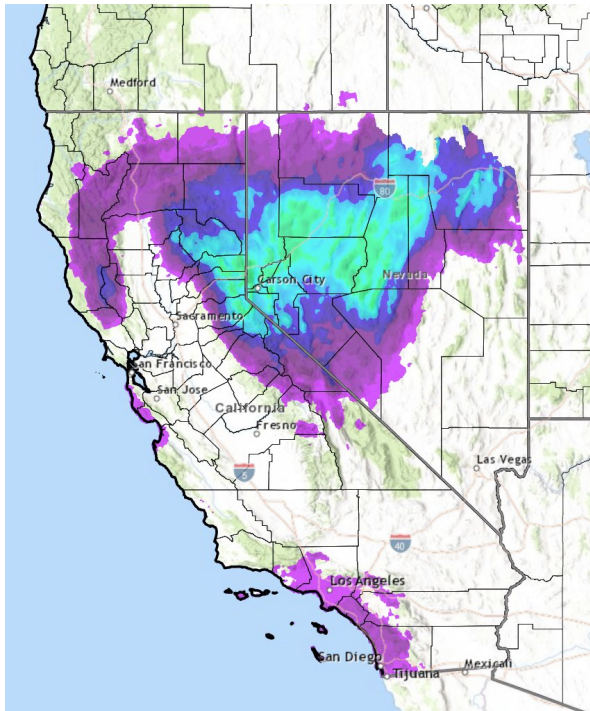 Medford
80
Carson City
Nevada
Sacramento
San Francisco
San Jose
California
Fresno
Las Vegas
5
40
Los Angeles
San Diego
Mexicali
Tijuana